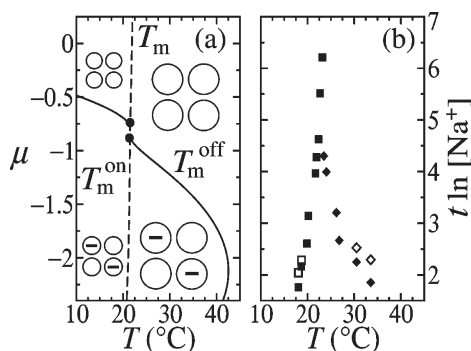 0
−0.5
−1
−1.5
−2
μ
(a)
T_m
T_m^on
T_m^off
10 20 30 40
T (°C)
(b)
7
6
5
4
3
2
t ln [Na⁺]
10 20 30 40
T (°C)